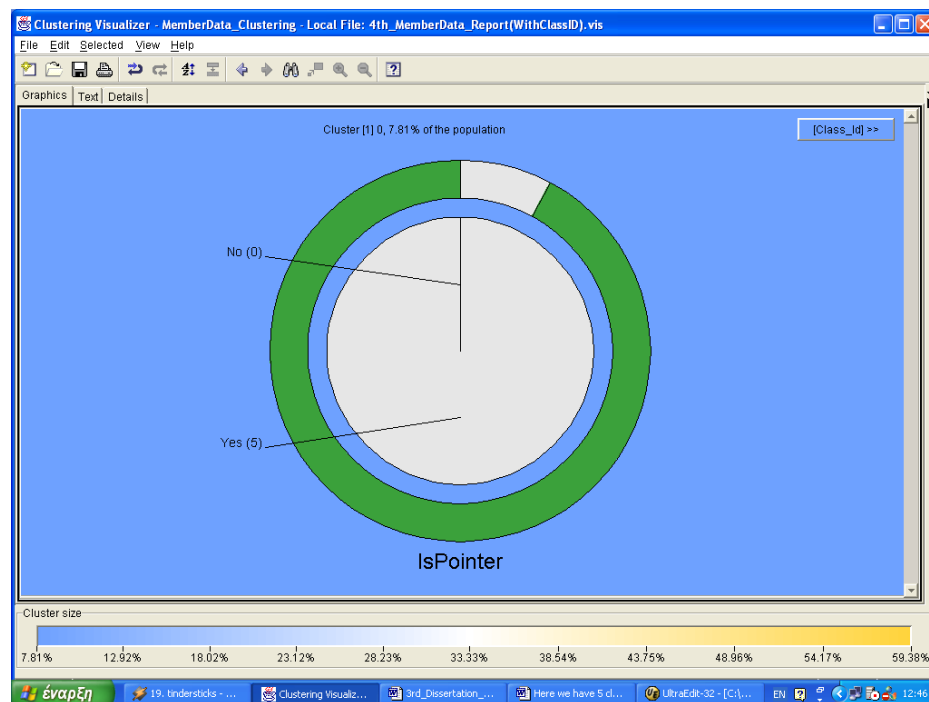 Clustering Visualizer - MemberData_Clustering - Local File: 4th_MemberData_Report(WithClassID).vis
File Edit Selected View Help
Graphics Text Details
Cluster [1] 0, 7.81% of the population
[Class_Id] >>
No (0)
Yes (5)
IsPointer
Cluster size
7.81% 12.92% 18.02% 23.12% 28.23% 33.33% 38.54% 43.75% 48.96% 54.17% 59.38%
έναρξη 19. tindersticks - ... Clustering Visualiz... 3rd_Dissertation_... Here we have 5 cl... UltraEdit-32 - [C:\... EN 12:46